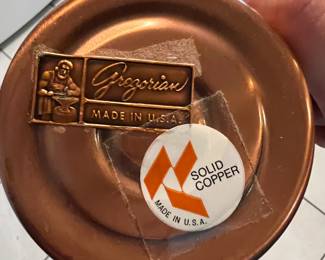 Gregorian
MADE IN U.S.A.
SOLID
COPPER
MADE IN U.S.A.